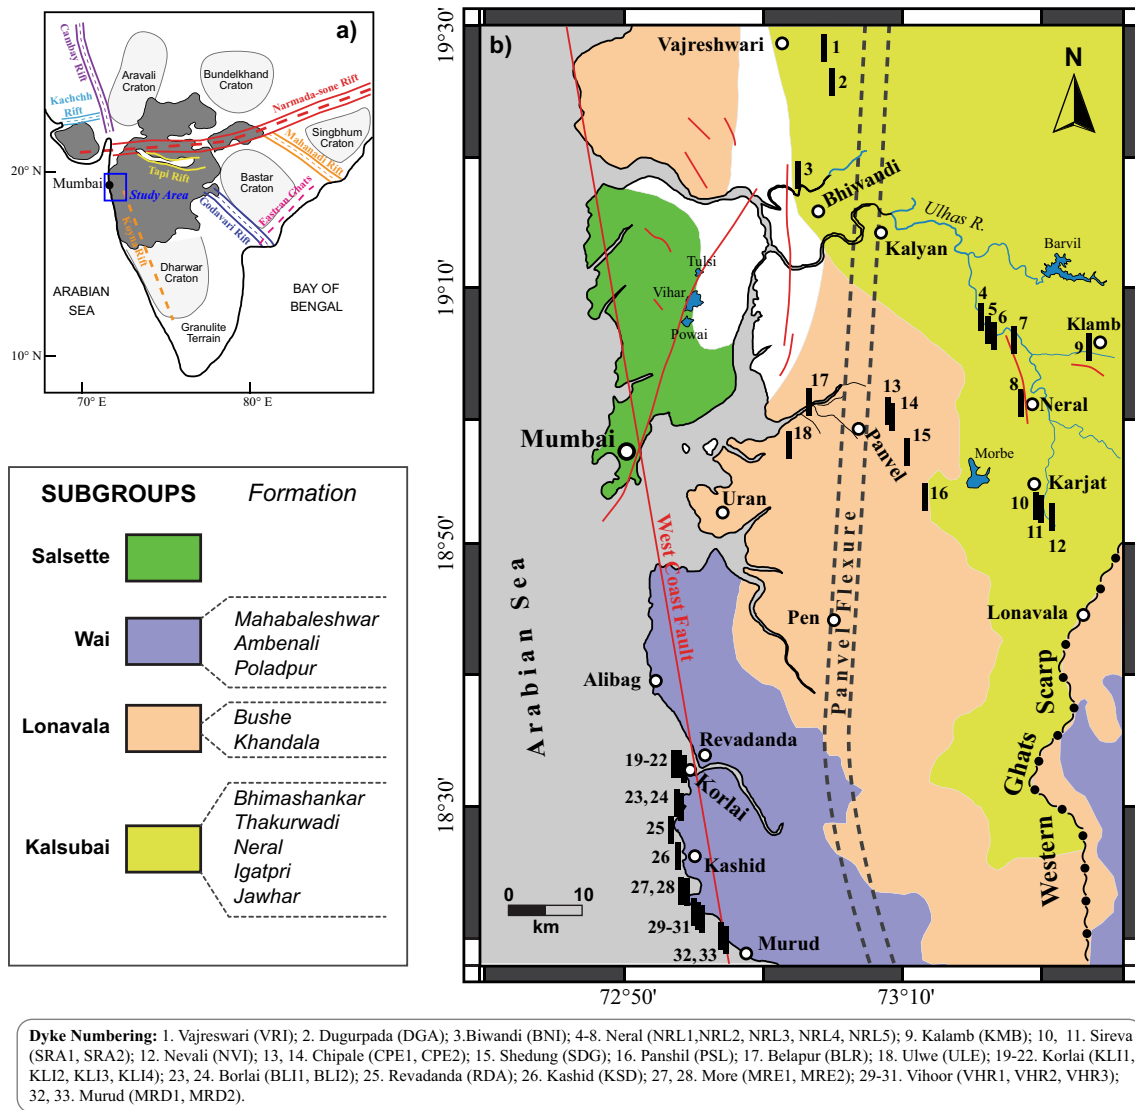 a)
Cambay Rift
Kachchh
Rift
Aravali
Craton
Bundelkhand
Craton
Narmada-sone Rift
Singbhum
Craton
Mahanadi Rift
Tapi Rift
Bastar
Craton
20° N
Mumbai
Study Area
Godavari Rift
Eastran Ghats
Koyna Rift
Dharwar
Craton
ARABIAN
SEA
BAY OF
BENGAL
Granulite
Terrain
10° N
70° E
80° E
SUBGROUPS
Formation
Salsette
Wai
Mahabaleshwar
Ambenali
Poladpur
Lonavala
Bushe
Khandala
Kalsubai
Bhimashankar
Thakurwadi
Neral
Igatpri
Jawhar
b)
19°30'
19°10'
18°50'
18°30'
72°50'
73°10'
N
Vajreshwari
1
2
3
Bhiwandi
Ulhas R.
Kalyan
Barvil
Tulsi
Vihar
Powai
4
5
6
7
Klamb
9
8
Neral
17
13
14
18
15
Panvel
Mumbai
Morbe
16
Karjat
10
11
12
Uran
West Coast Fault
Arabian Sea
Panvel Flexure
Pen
Lonavala
Alibag
Western Ghats Scarp
Revadanda
19-22
Korlai
23, 24
25
26
Kashid
27, 28
29-31
32, 33
Murud
0 10
km
Dyke Numbering: 1. Vajreswari (VRI); 2. Dugurpada (DGA); 3.Biwandi (BNI); 4-8. Neral (NRL1,NRL2, NRL3, NRL4, NRL5); 9. Kalamb (KMB); 10, 11. Sireva
(SRA1, SRA2); 12. Nevali (NVI); 13, 14. Chipale (CPE1, CPE2); 15. Shedung (SDG); 16. Panshil (PSL); 17. Belapur (BLR); 18. Ulwe (ULE); 19-22. Korlai (KLI1,
KLI2, KLI3, KLI4); 23, 24. Borlai (BLI1, BLI2); 25. Revadanda (RDA); 26. Kashid (KSD); 27, 28. More (MRE1, MRE2); 29-31. Vihoor (VHR1, VHR2, VHR3);
32, 33. Murud (MRD1, MRD2).